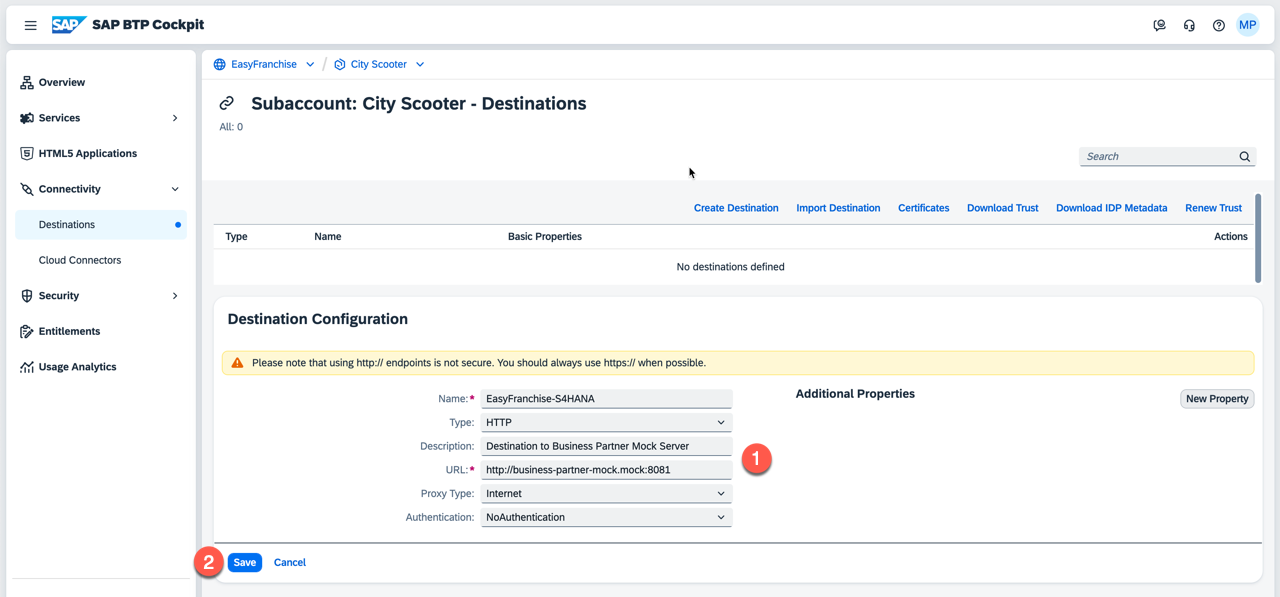 SAP SAP BTP Cockpit
MP
Overview
Services
HTML5 Applications
Connectivity
Destinations
Cloud Connectors
Security
Entitlements
Usage Analytics
EasyFranchise / City Scooter
Subaccount: City Scooter - Destinations
All: 0
Search
Create Destination Import Destination Certificates Download Trust Download IDP Metadata Renew Trust
Type Name Basic Properties Actions
No destinations defined
Destination Configuration
Please note that using http:// endpoints is not secure. You should always use https:// when possible.
Name:* EasyFranchise-S4HANA
Type: HTTP
Description: Destination to Business Partner Mock Server
URL:* http://business-partner-mock.mock:8081
Proxy Type: Internet
Authentication: NoAuthentication
1
Additional Properties
New Property
2 Save Cancel